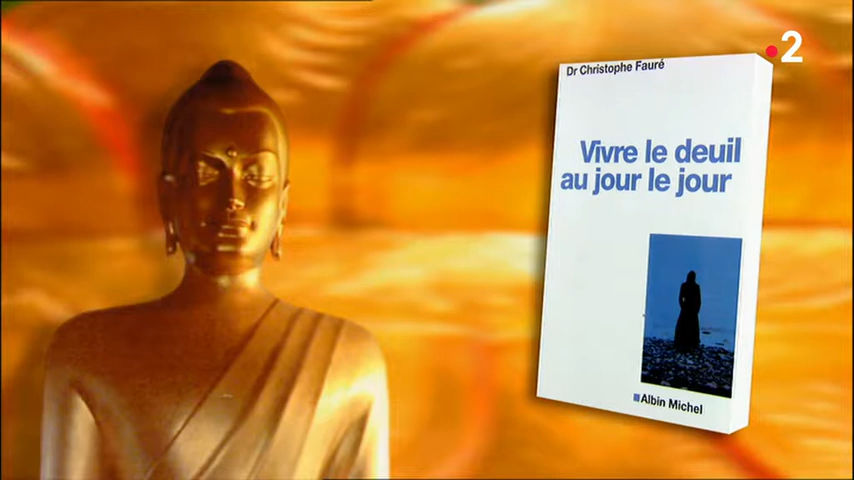 2
Dr Christophe Fauré
Vivre le deuil
au jour le jour
Albin Michel